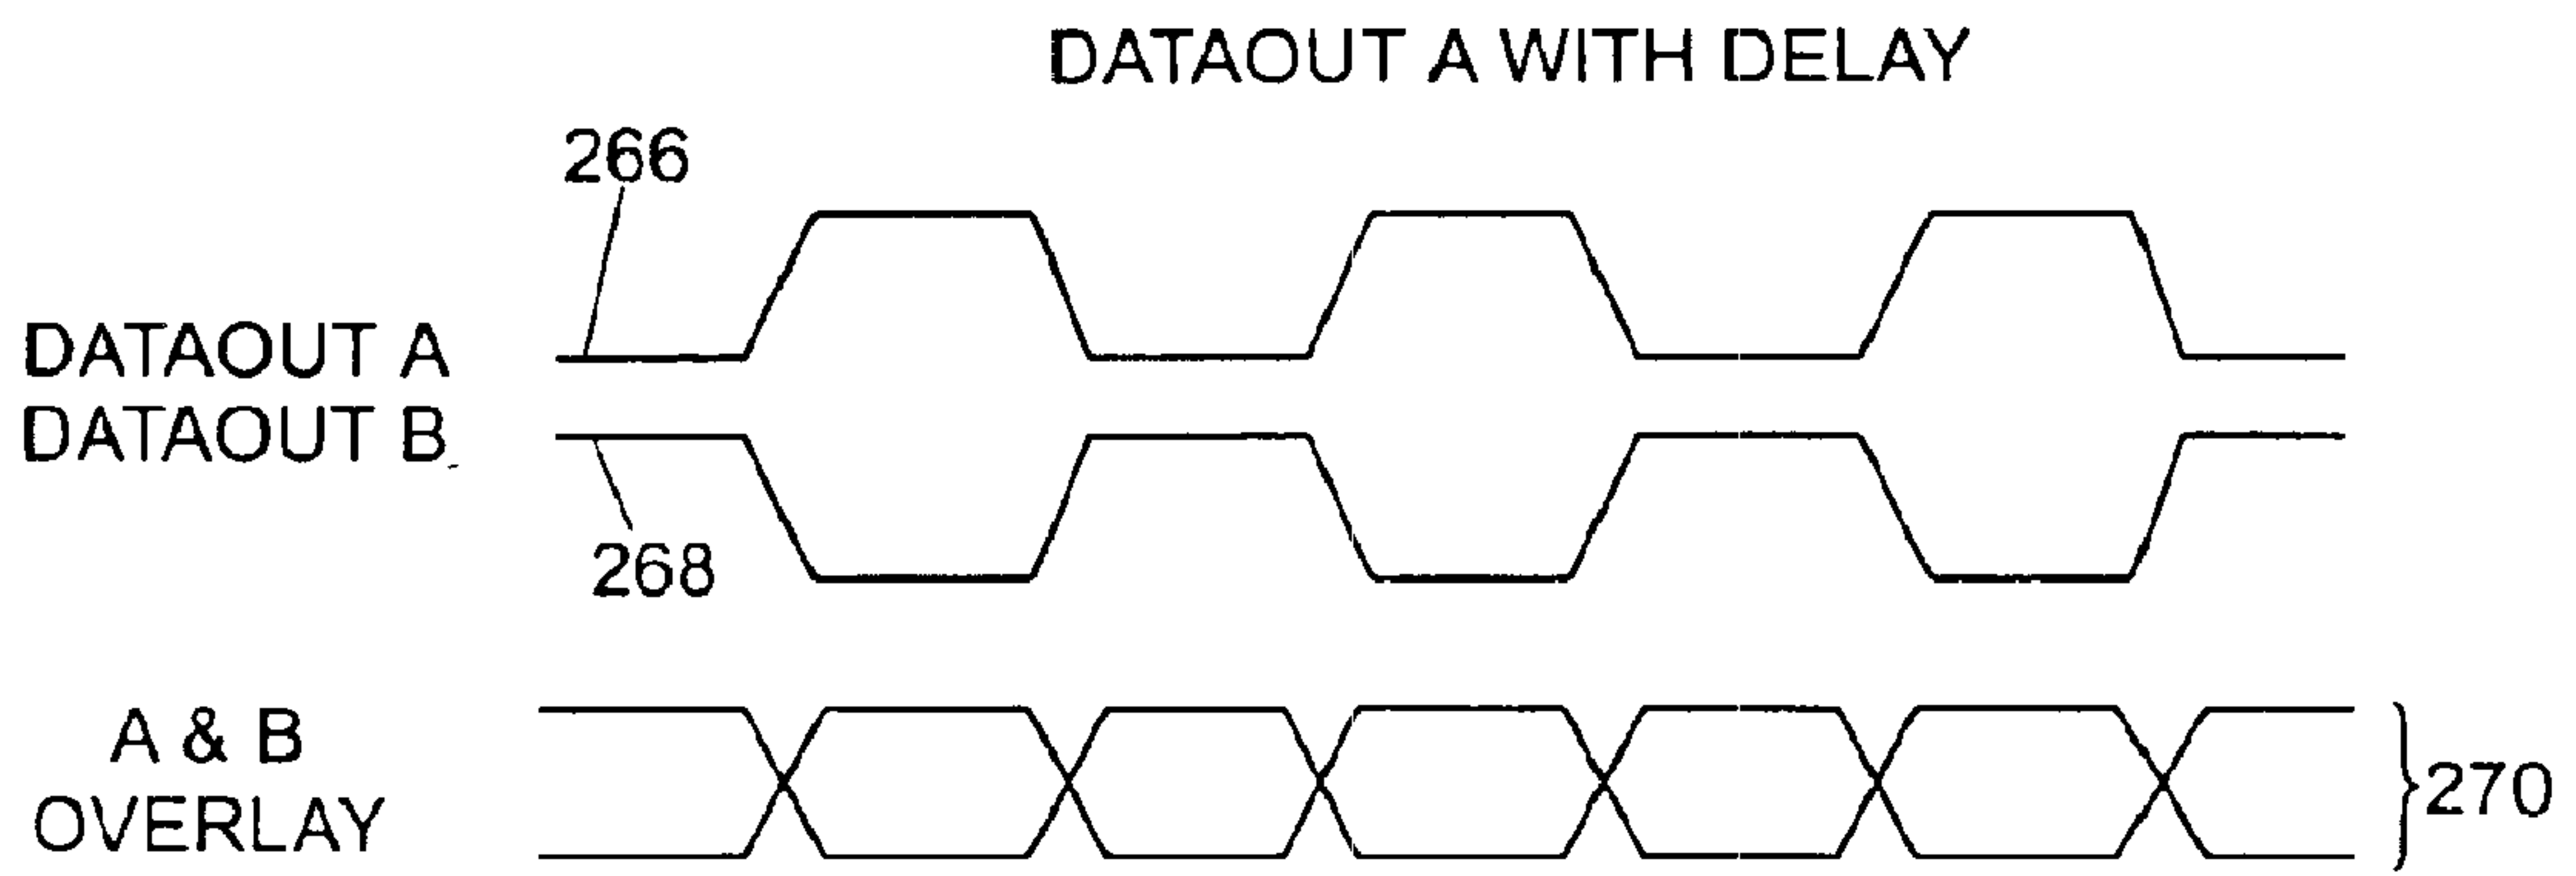 DATAOUT A WITH DELAY
266
DATAOUT A
DATAOUT B
268
A & B
OVERLAY
270